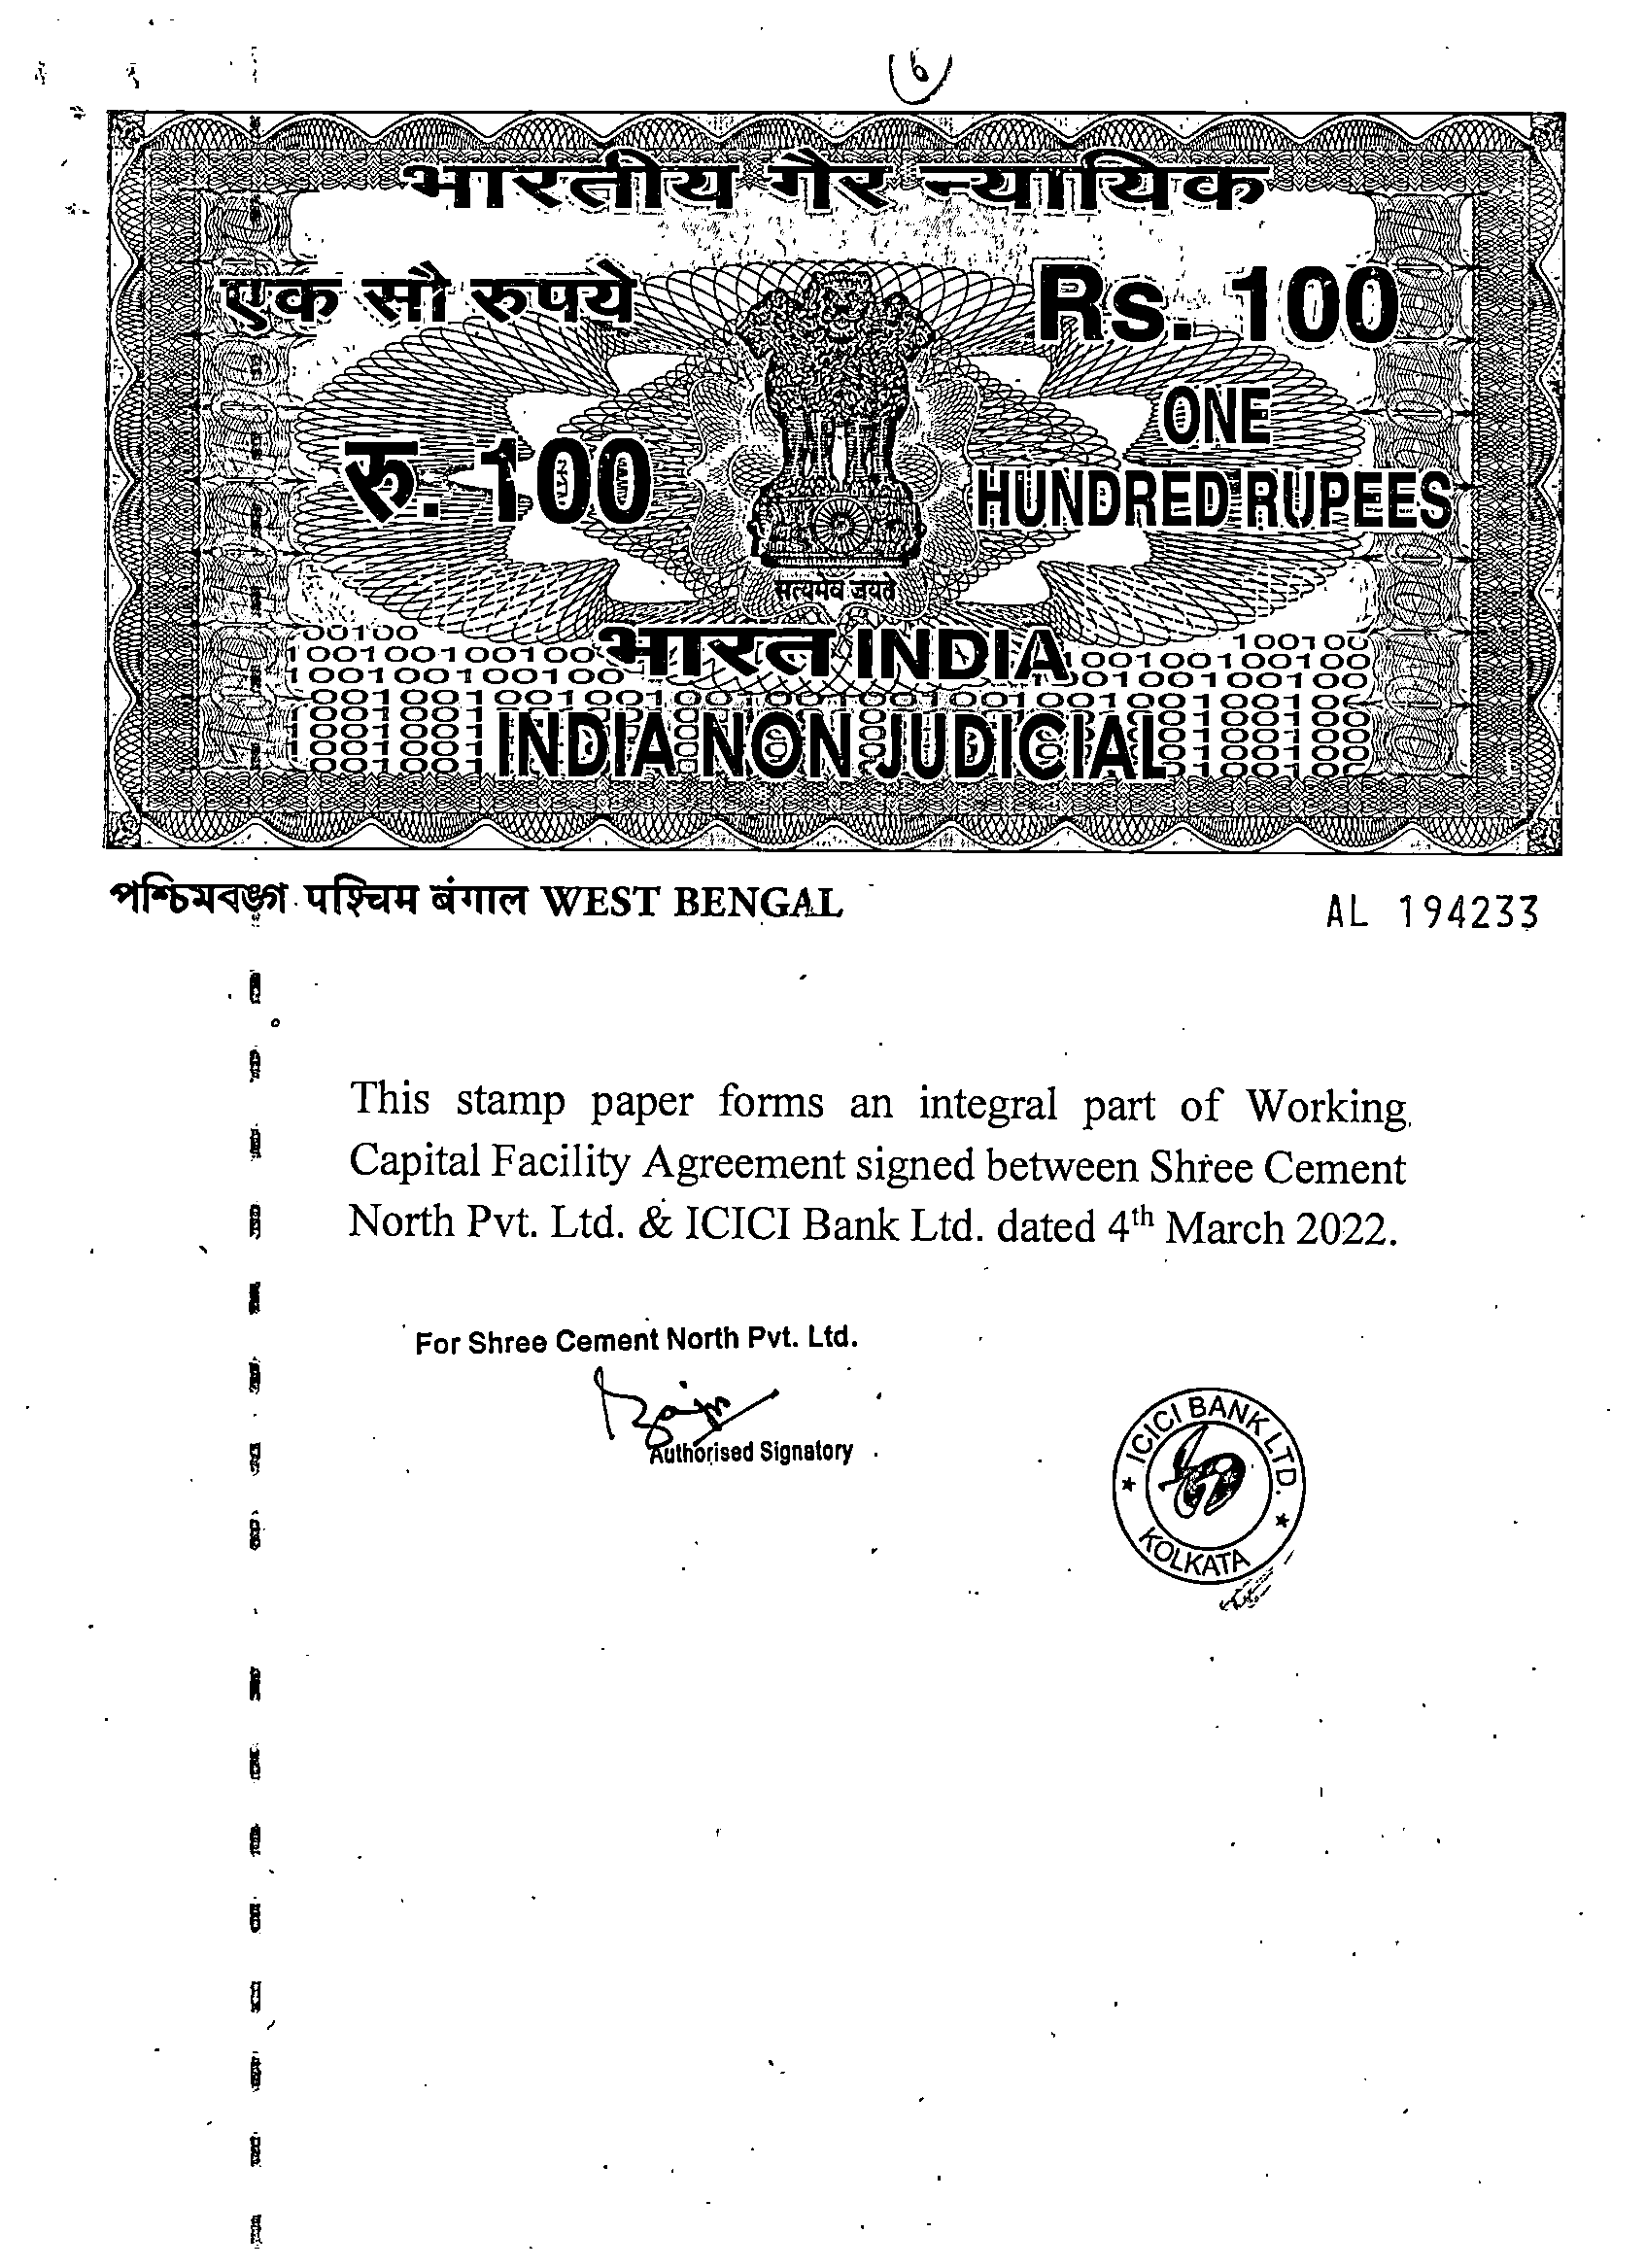 6
भारतीय गैर न्यायिक
एक सौ रुपये
Rs. 100
रु. 100
ONE
HUNDRED RUPEES
सत्यमेव जयते
भारत INDIA
INDIA NON JUDICIAL
পশ্চিমবঙ্গ पश्चिम बंगाल WEST BENGAL
AL 194233
This stamp paper forms an integral part of Working
Capital Facility Agreement signed between Shree Cement
North Pvt. Ltd. & ICICI Bank Ltd. dated 4th March 2022.
For Shree Cement North Pvt. Ltd.
Authorised Signatory
ICICI BANK LTD.
KOLKATA